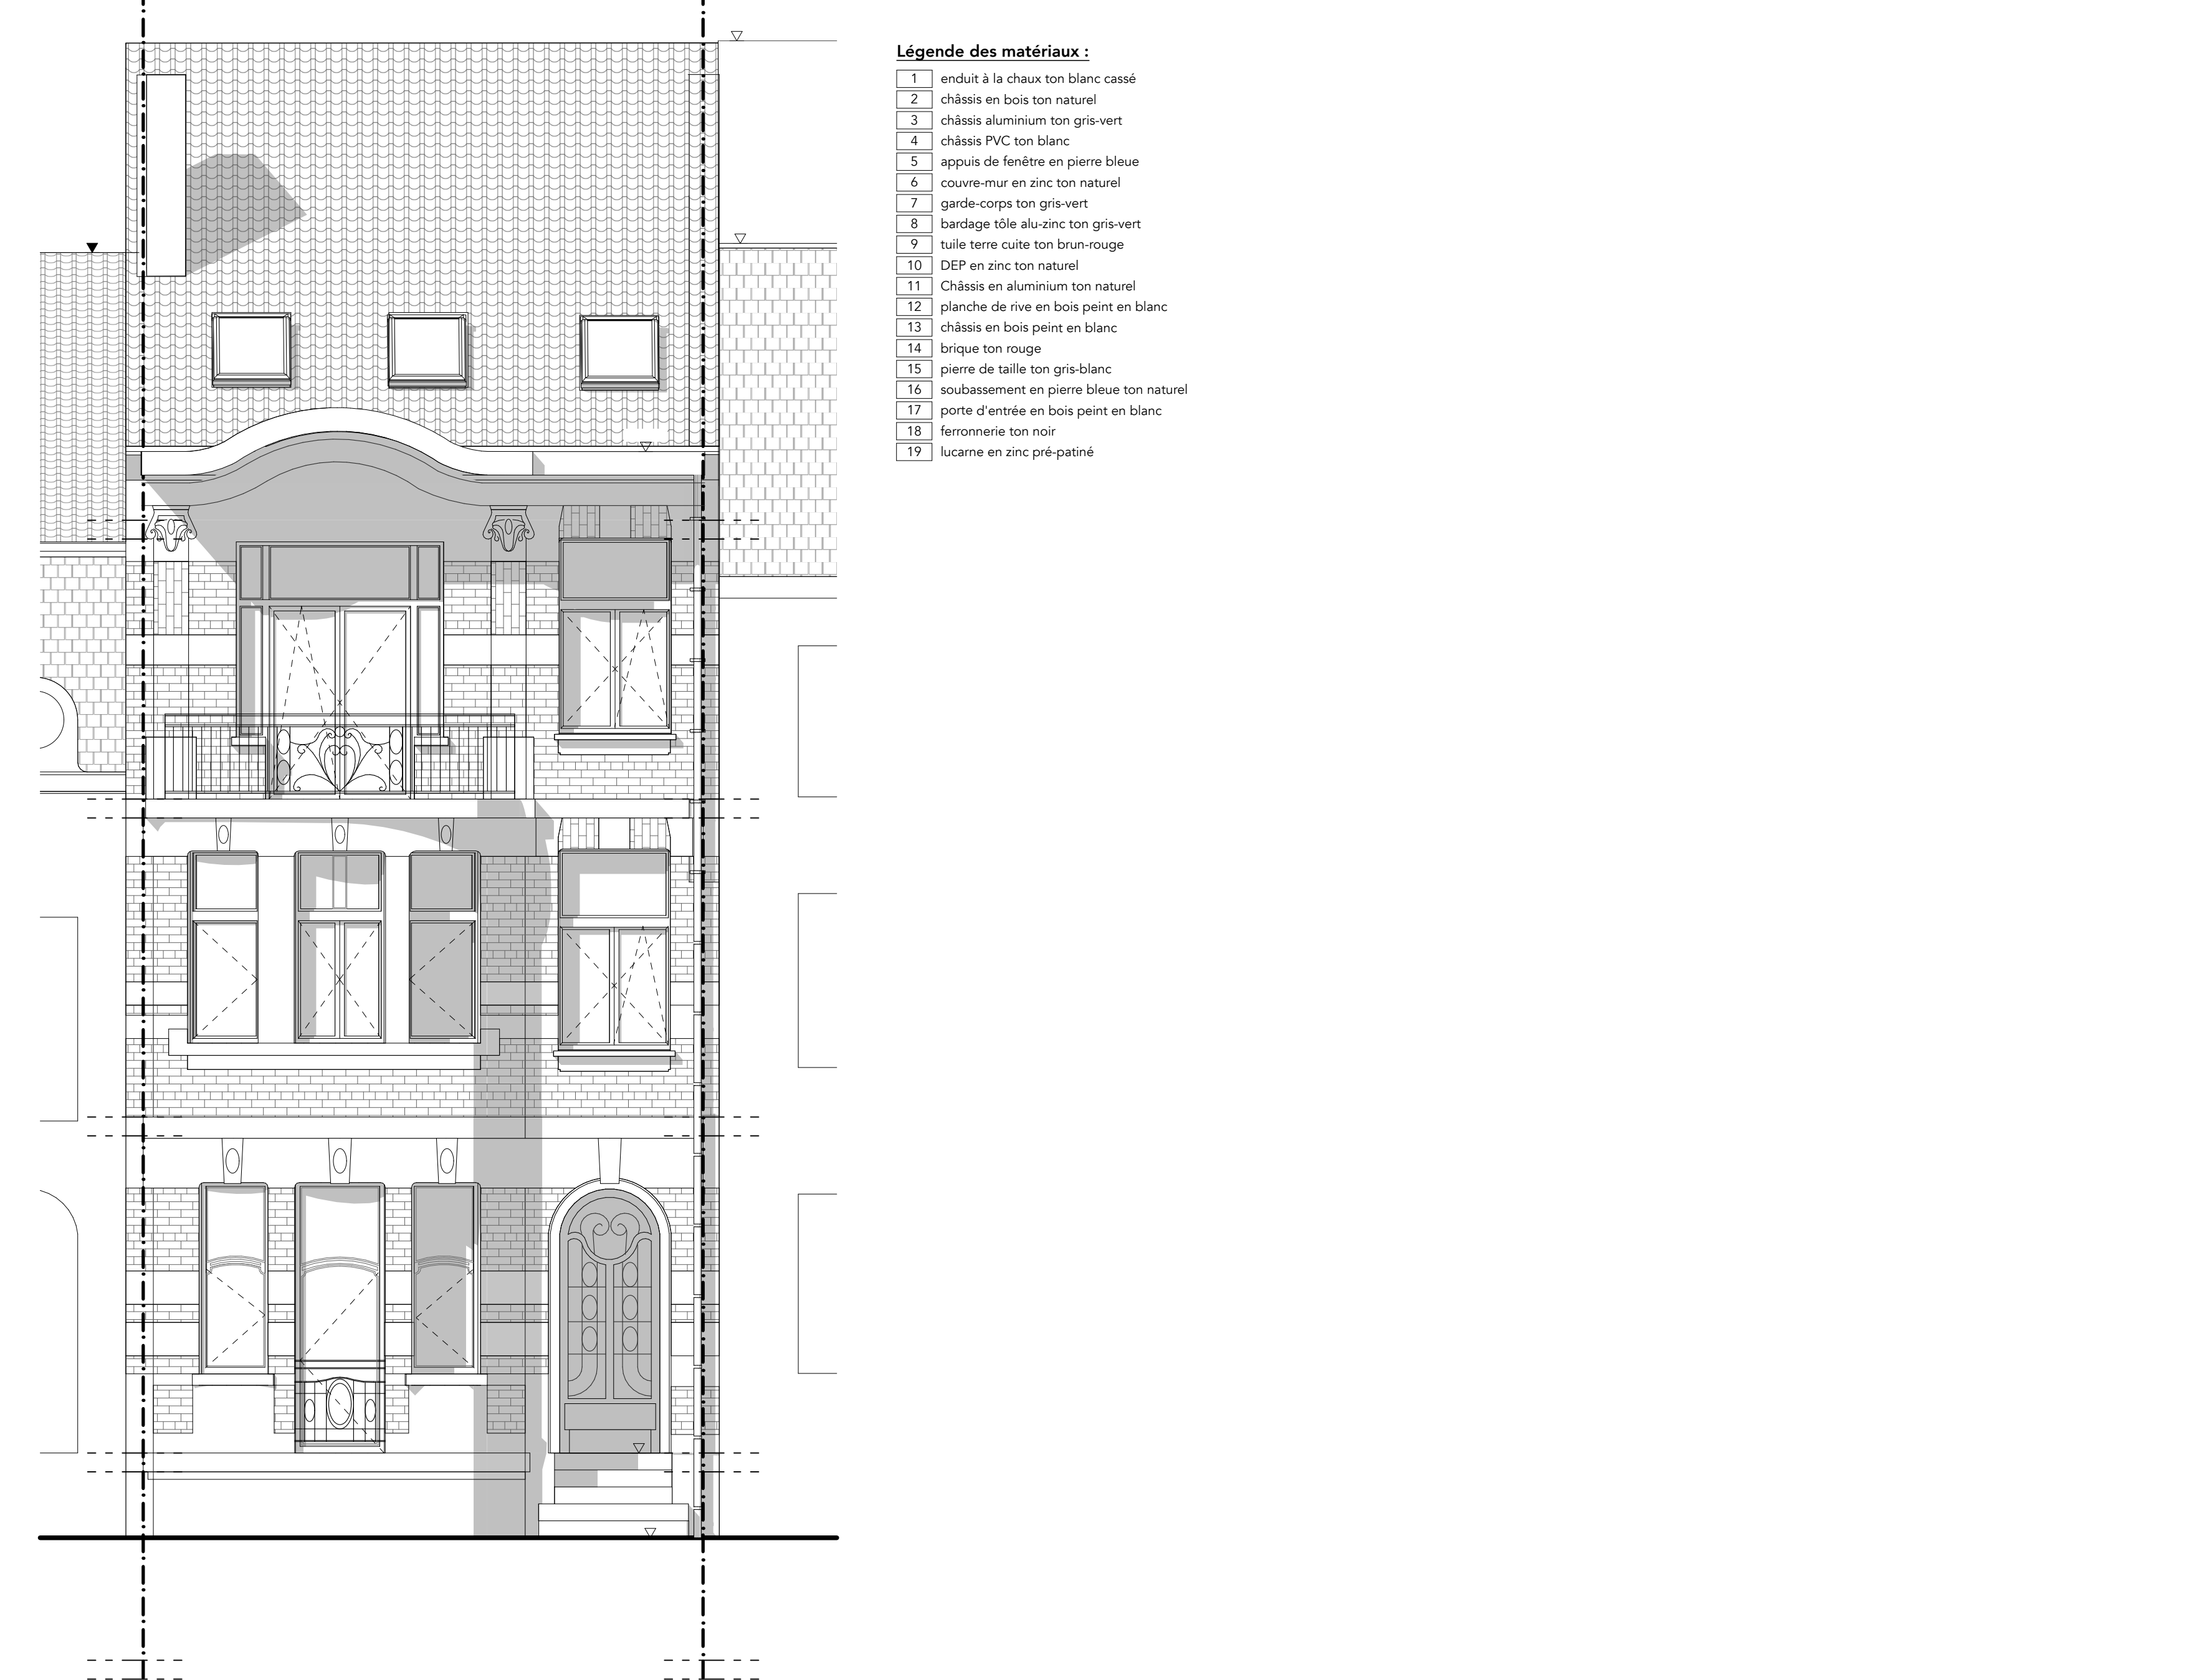 Légende des matériaux :
1 enduit à la chaux ton blanc cassé
2 châssis en bois ton naturel
3 châssis aluminium ton gris-vert
4 châssis PVC ton blanc
5 appuis de fenêtre en pierre bleue
6 couvre-mur en zinc ton naturel
7 garde-corps ton gris-vert
8 bardage tôle alu-zinc ton gris-vert
9 tuile terre cuite ton brun-rouge
10 DEP en zinc ton naturel
11 Châssis en aluminium ton naturel
12 planche de rive en bois peint en blanc
13 châssis en bois peint en blanc
14 brique ton rouge
15 pierre de taille ton gris-blanc
16 soubassement en pierre bleue ton naturel
17 porte d'entrée en bois peint en blanc
18 ferronnerie ton noir
19 lucarne en zinc pré-patiné